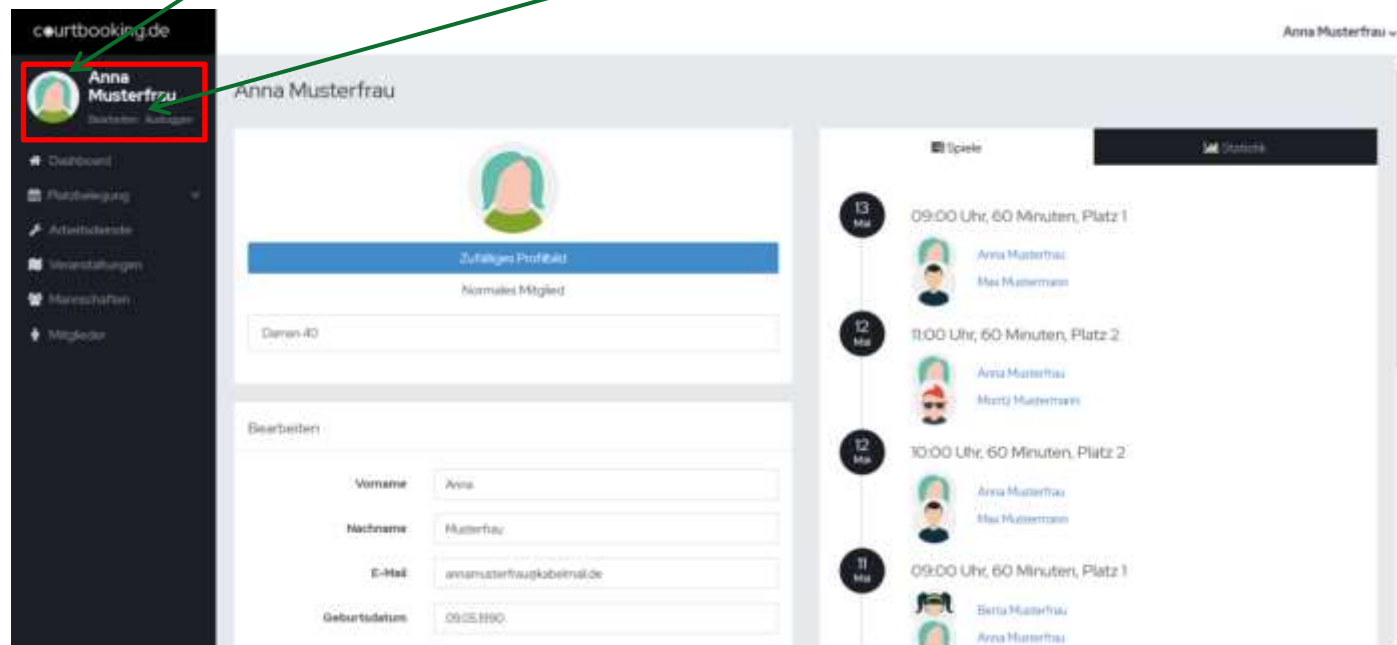 courtbooking.de
Anna Musterfrau
Anna
Musterfrau
Bearbeiten Ausloggen
Dashboard
Platzbelegung
Arbeitsdienste
Veranstaltungen
Mannschaften
Mitglieder
Anna Musterfrau
Zufälliges Profilbild
Normales Mitglied
Damen 40
Bearbeiten
Vorname Anna
Nachname Musterfrau
E-Mail annamusterfrau@kabelmail.de
Geburtsdatum 09.05.1990
Spiele Statistik
13
Mai
09:00 Uhr, 60 Minuten, Platz 1
Anna Musterfrau
Max Mustermann
12
Mai
11:00 Uhr, 60 Minuten, Platz 2
Anna Musterfrau
Moritz Mustermann
12
Mai
10:00 Uhr, 60 Minuten, Platz 2
Anna Musterfrau
Max Mustermann
11
Mai
09:00 Uhr, 60 Minuten, Platz 1
Berta Musterfrau
Anna Musterfrau